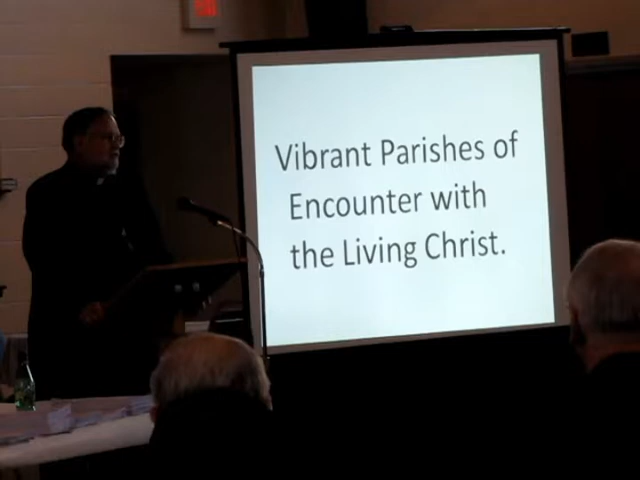 Vibrant Parishes of
Encounter with
the Living Christ.